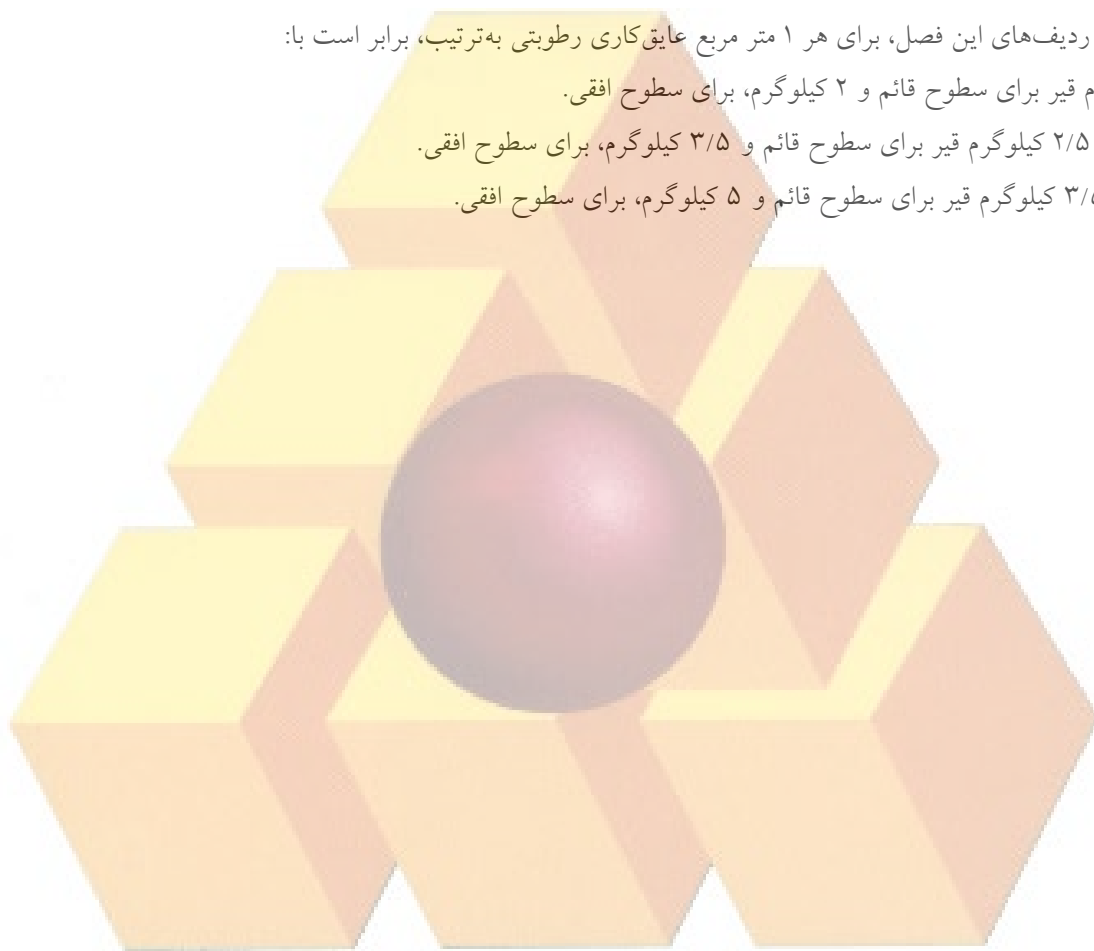 ردیف‌های این فصل، برای هر ۱ متر مربع عایق‌کاری رطوبتی به‌ترتیب، برابر است با:
قیر برای سطوح قائم و ۲ کیلوگرم، برای سطوح افقی.
۲/۵ کیلوگرم قیر برای سطوح قائم و ۳/۵ کیلوگرم، برای سطوح افقی.
کیلوگرم قیر برای سطوح قائم و ۵ کیلوگرم، برای سطوح افقی.